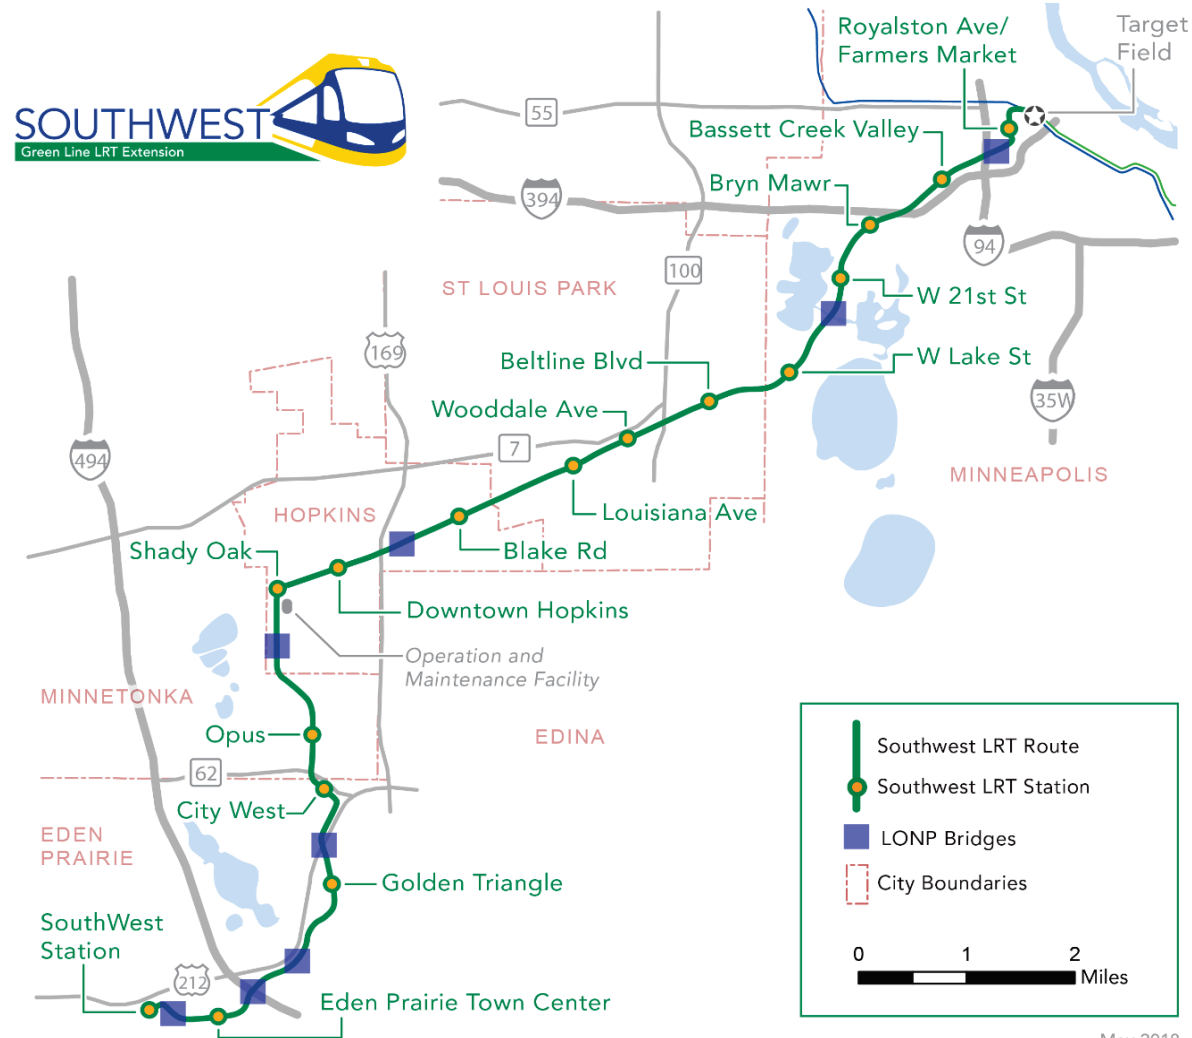 SOUTHWEST
Green Line LRT Extension
Royalston Ave/
Farmers Market
Target
Field
55
Bassett Creek Valley
Bryn Mawr
394
94
100
ST LOUIS PARK
W 21st St
169
Beltline Blvd
W Lake St
Wooddale Ave
35W
7
494
MINNEAPOLIS
HOPKINS
Louisiana Ave
Shady Oak
Blake Rd
Downtown Hopkins
Operation and
Maintenance Facility
MINNETONKA
Opus
EDINA
62
City West
EDEN
PRAIRIE
Golden Triangle
SouthWest
Station
212
Eden Prairie Town Center
Southwest LRT Route
Southwest LRT Station
LONP Bridges
City Boundaries
0 1 2
Miles
May 2018